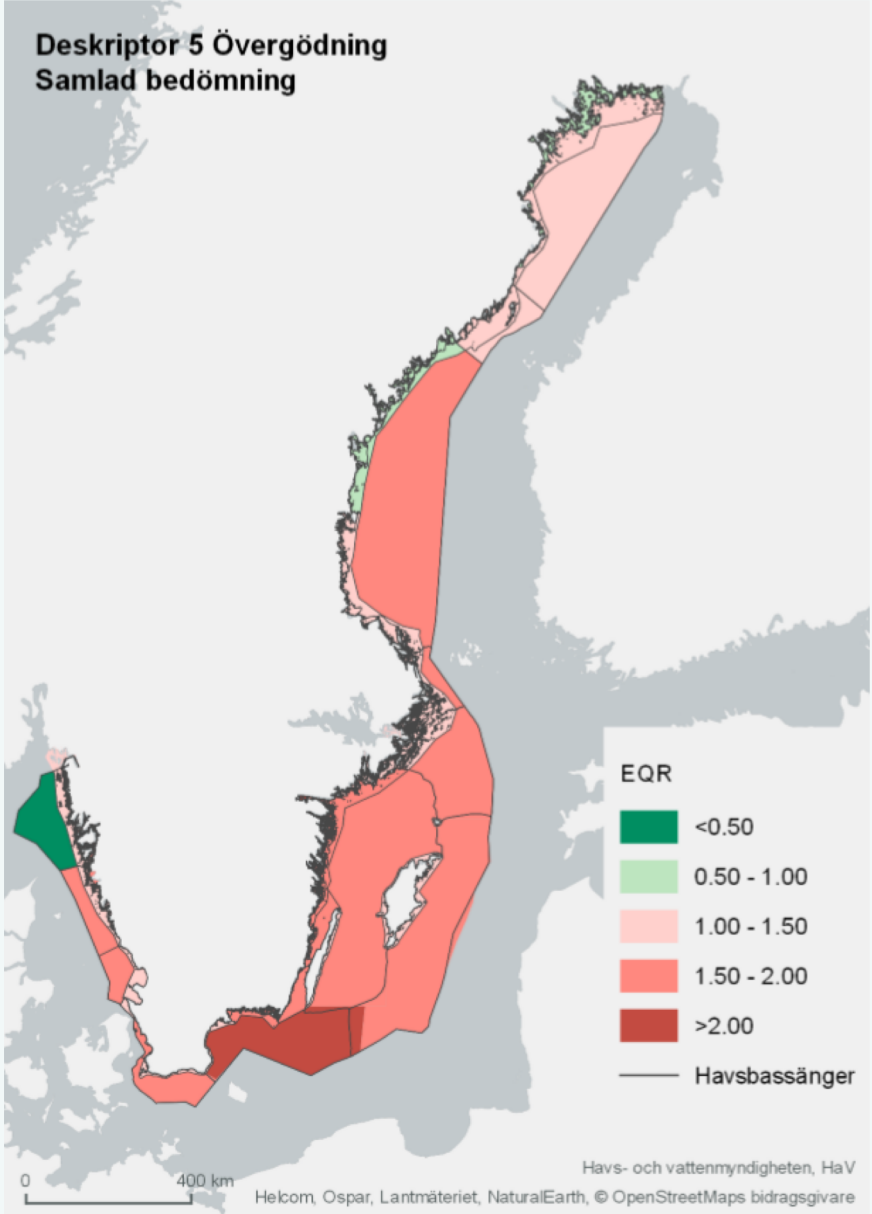 Deskriptor 5 Övergödning
Samlad bedömning
EQR
<0.50
0.50 - 1.00
1.00 - 1.50
1.50 - 2.00
>2.00
Havsbassänger
Havs- och vattenmyndigheten, HaV
0 400 km
Helcom, Ospar, Lantmäteriet, NaturalEarth, © OpenStreetMaps bidragsgivare